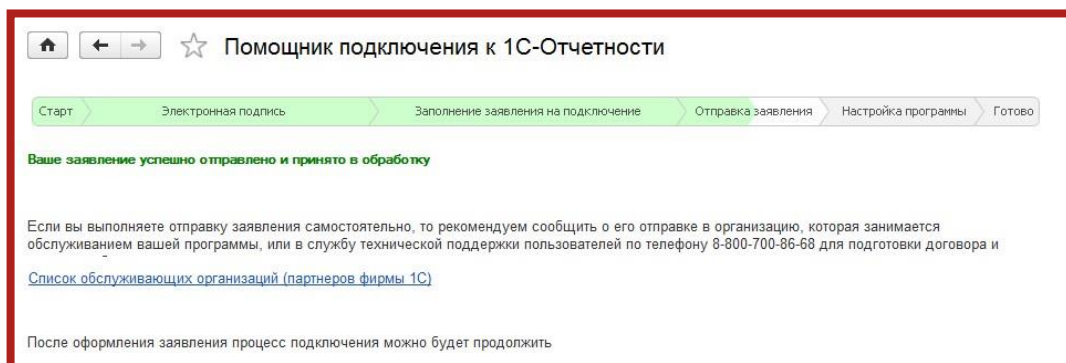 Помощник подключения к 1С-Отчетности
Старт Электронная подпись Заполнение заявления на подключение Отправка заявления Настройка программы Готово
Ваше заявление успешно отправлено и принято в обработку
Если вы выполняете отправку заявления самостоятельно, то рекомендуем сообщить о его отправке в организацию, которая занимается
обслуживанием вашей программы, или в службу технической поддержки пользователей по телефону 8-800-700-86-68 для подготовки договора и
Список обслуживающих организаций (партнеров фирмы 1С)
После оформления заявления процесс подключения можно будет продолжить